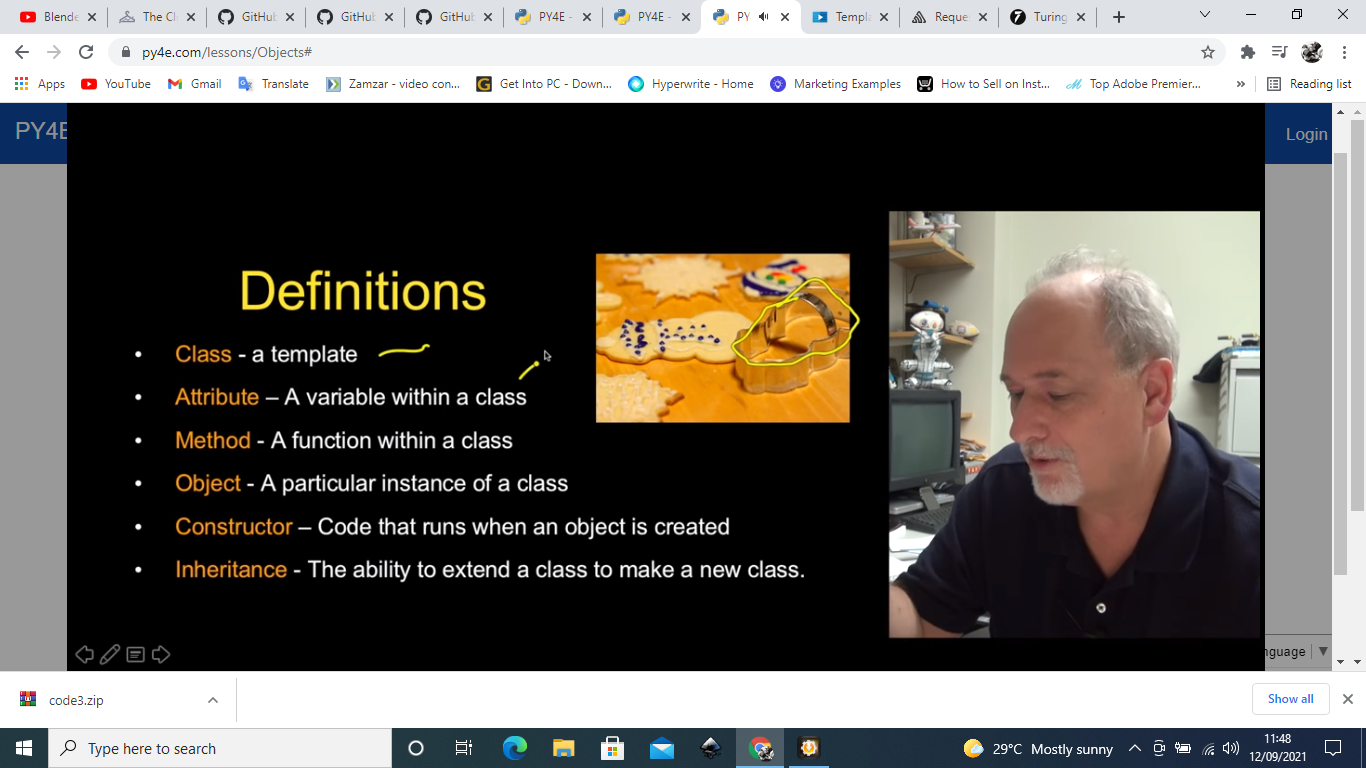 Blende
The Cl
GitHub
GitHub
GitHub
PY4E -
PY4E -
PY
Templa
Reque
Turing
py4e.com/lessons/Objects#
Apps YouTube Gmail Translate Zamzar - video con... Get Into PC - Down... Hyperwrite - Home Marketing Examples How to Sell on Inst... Top Adobe Premier... » Reading list
PY4E Login
Definitions
• Class - a template
• Attribute – A variable within a class
• Method - A function within a class
• Object - A particular instance of a class
• Constructor – Code that runs when an object is created
• Inheritance - The ability to extend a class to make a new class.
nguage
code3.zip Show all
Type here to search 29°C Mostly sunny 11:48
12/09/2021